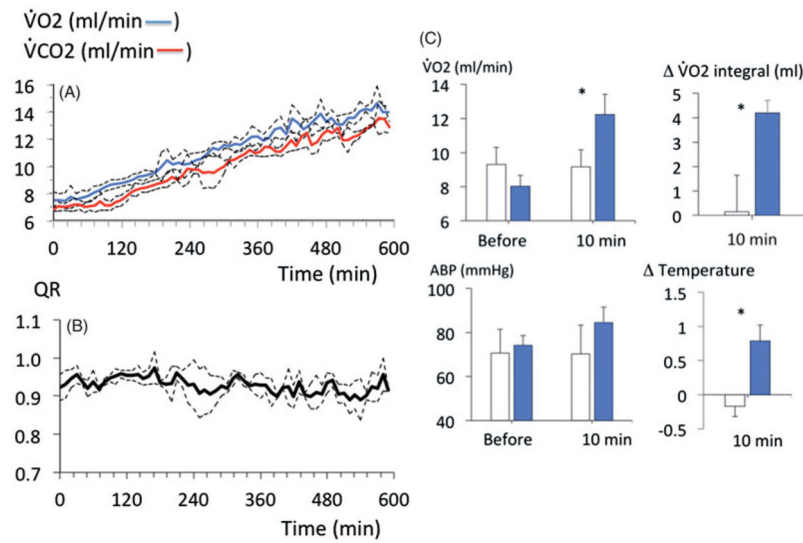 V̇O2 (ml/min — )
V̇CO2 (ml/min — )
(A)
16
14
12
10
8
6
0 120 240 360 480 600
Time (min)
QR
(B)
1.1
1.0
0.9
0.8
0.7
0 120 240 360 480 600
Time (min)
(C)
V̇O2 (ml/min)
14
12
10
8
6
*
Before 10 min
Δ V̇O2 integral (ml)
5
4
3
2
1
0
*
10 min
ABP (mmHg)
100
80
60
40
Before 10 min
Δ Temperature
1
0.5
0
-0.5
*
10 min